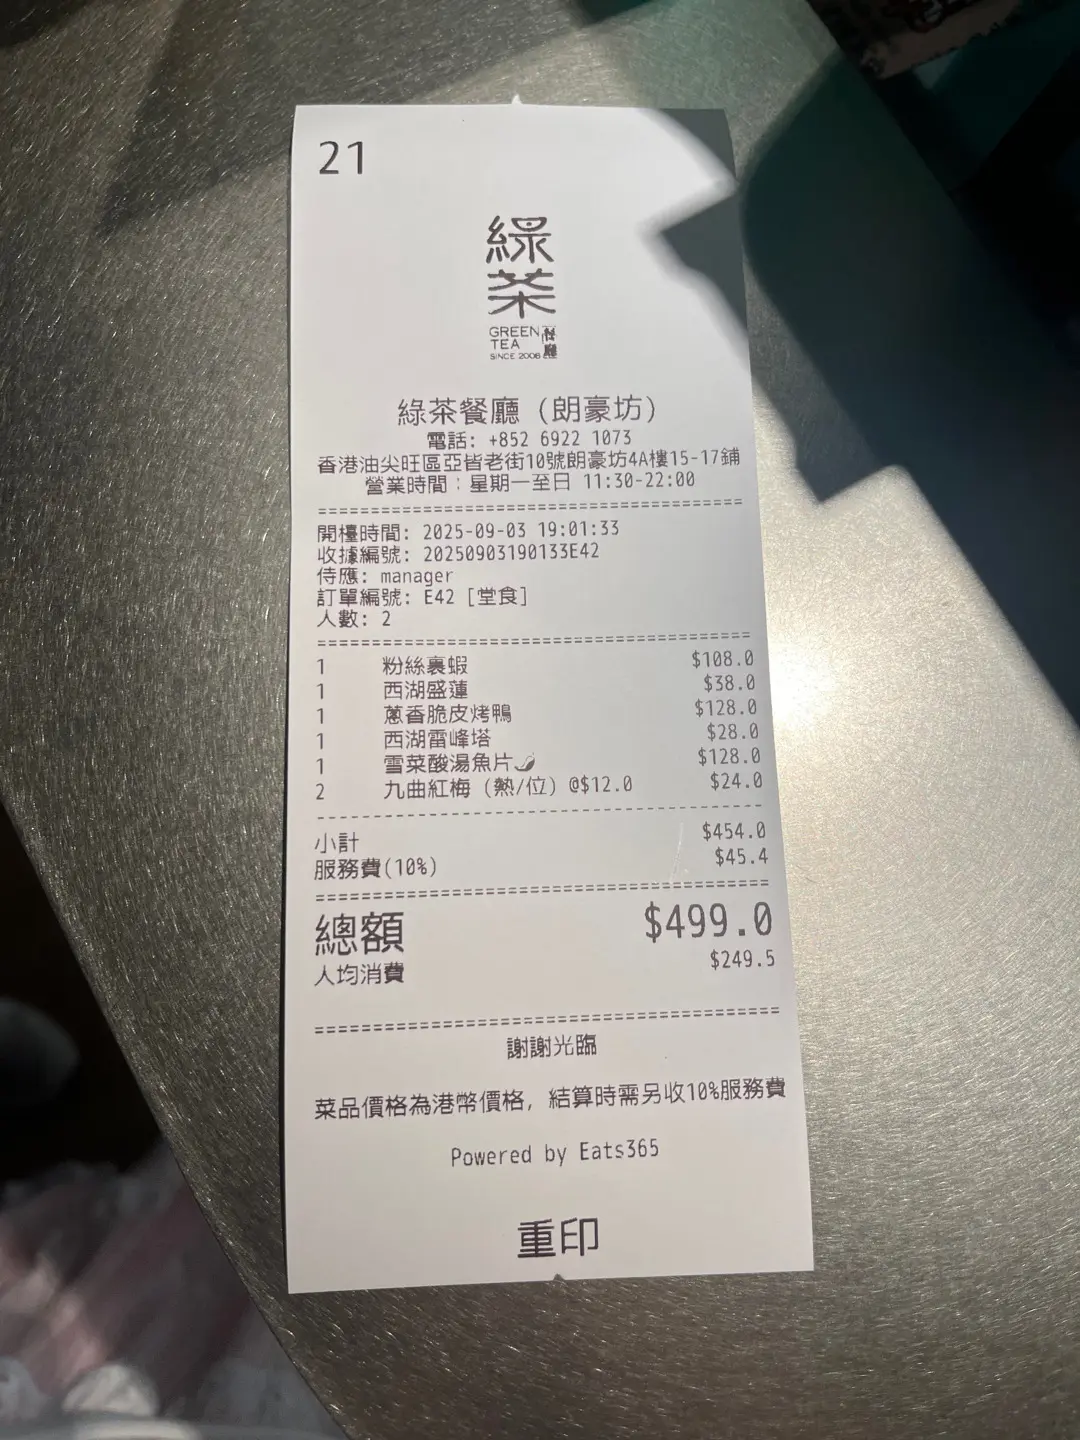 21
綠
茶
GREEN 餐
TEA 廳
SINCE 2008
綠茶餐廳 (朗豪坊)
電話: +852 6922 1073
香港油尖旺區亞皆老街10號朗豪坊4A樓15-17鋪
營業時間：星期一至日 11:30-22:00
================================================
開檯時間: 2025-09-03 19:01:33
收據編號: 20250903190133E42
侍應: manager
訂單編號: E42 [堂食]
人數: 2
================================================
1 粉絲裹蝦 $108.0
1 西湖盛蓮 $38.0
1 蔥香脆皮烤鴨 $128.0
1 西湖雷峰塔 $28.0
1 雪菜酸湯魚片🌶 $128.0
2 九曲紅梅 (熱/位) @$12.0 $24.0
------------------------------------------------
小計 $454.0
服務費(10%) $45.4
================================================
總額 $499.0
人均消費 $249.5
================================================
謝謝光臨
菜品價格為港幣價格, 結算時需另收10%服務費
Powered by Eats365
重印